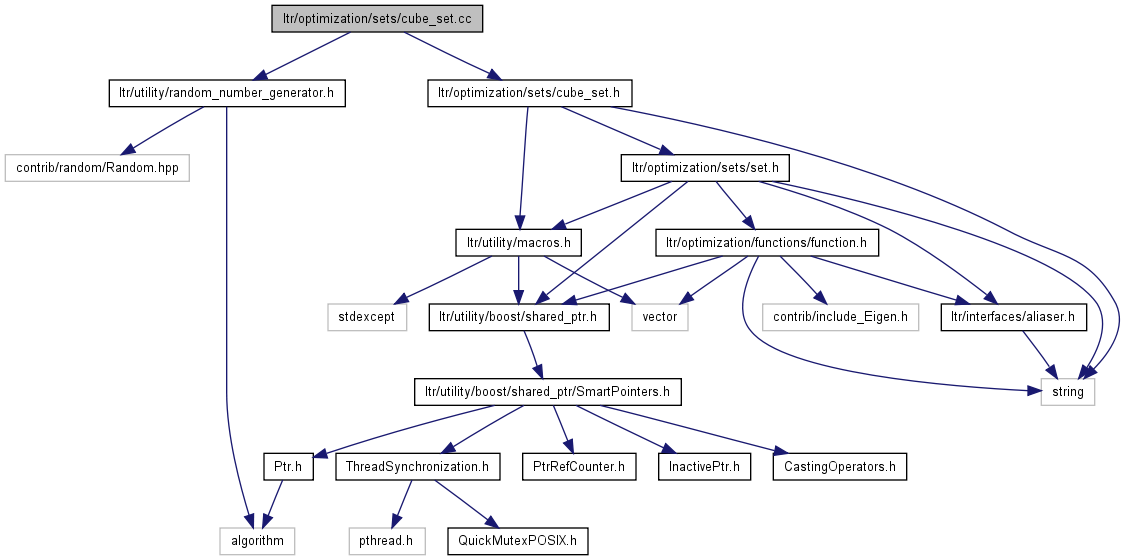 ltr/optimization/sets/cube_set.cc
ltr/utility/random_number_generator.h
ltr/optimization/sets/cube_set.h
contrib/random/Random.hpp
ltr/optimization/sets/set.h
ltr/utility/macros.h
ltr/optimization/functions/function.h
stdexcept
ltr/utility/boost/shared_ptr.h
vector
contrib/include_Eigen.h
ltr/interfaces/aliaser.h
ltr/utility/boost/shared_ptr/SmartPointers.h
string
Ptr.h
ThreadSynchronization.h
PtrRefCounter.h
InactivePtr.h
CastingOperators.h
algorithm
pthread.h
QuickMutexPOSIX.h